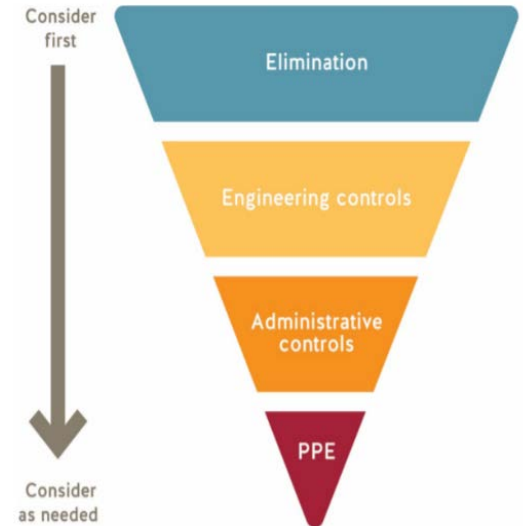 Consider
first
Elimination
Engineering controls
Administrative
controls
PPE
Consider
as needed